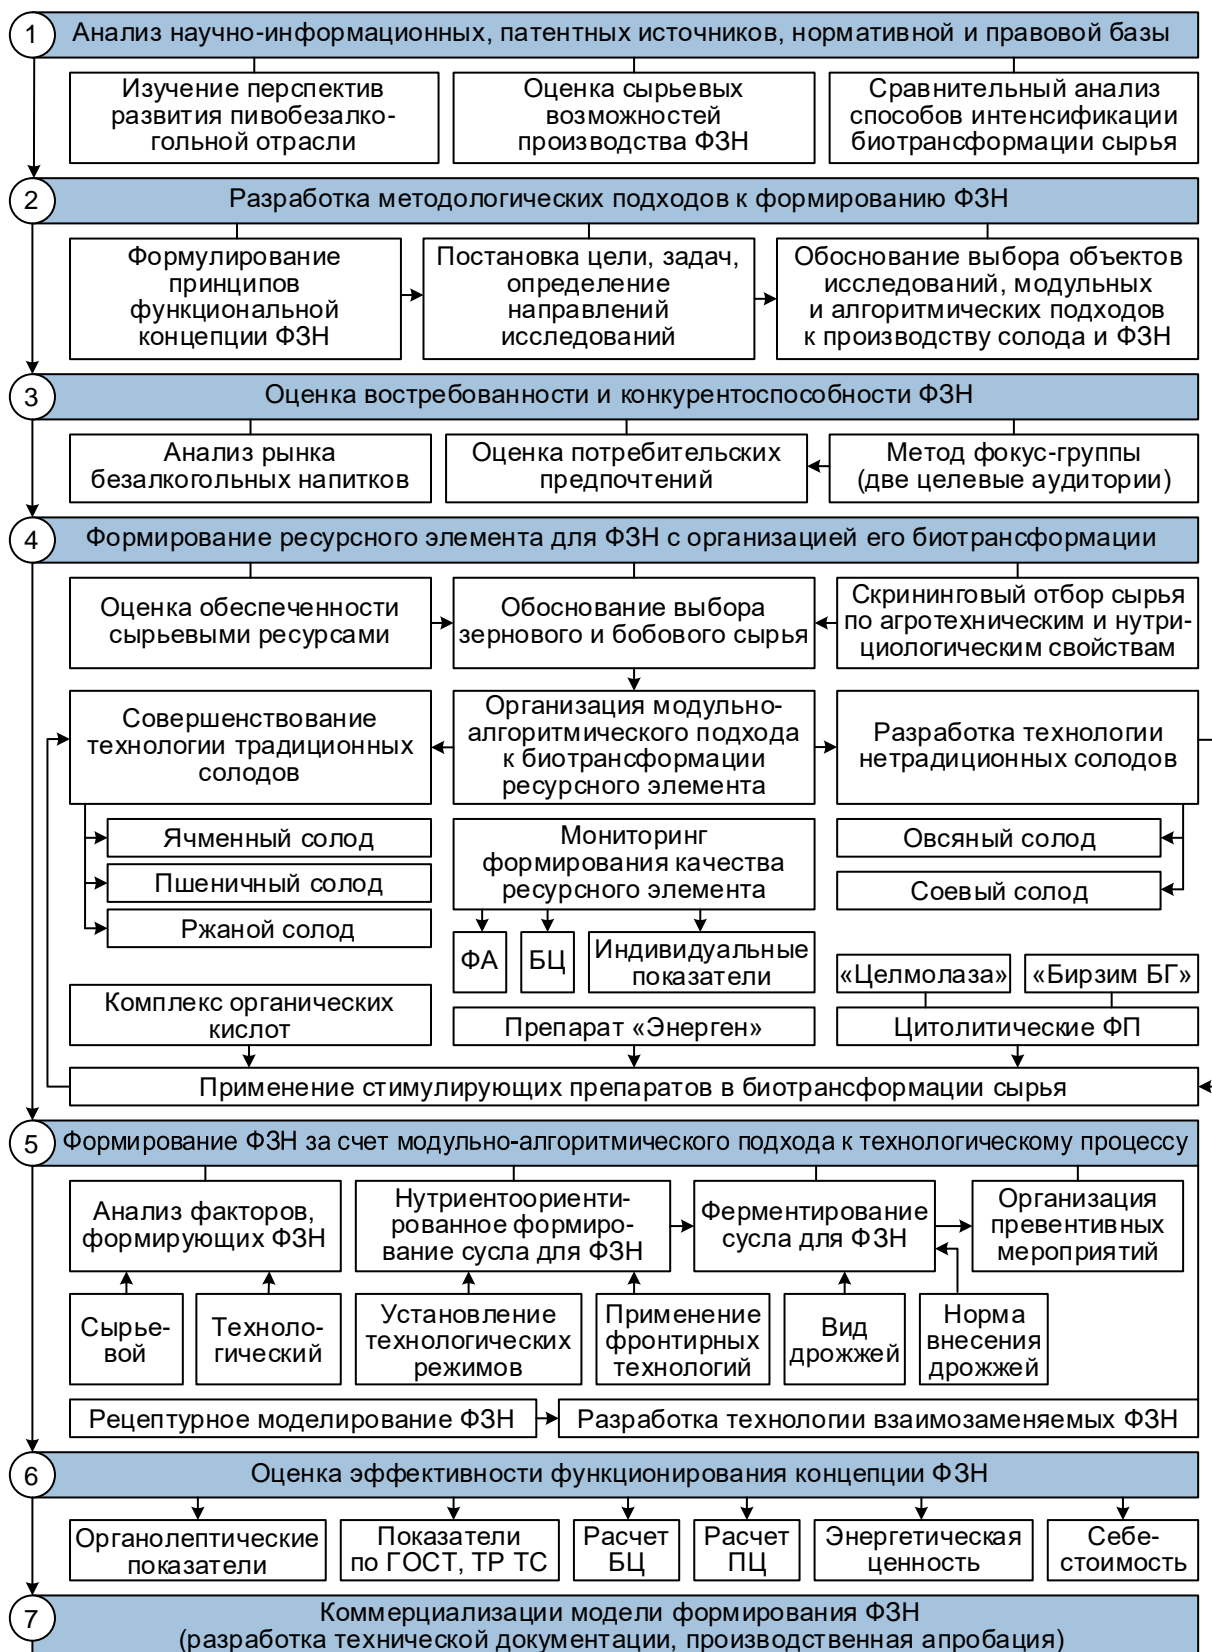 1
Анализ научно-информационных, патентных источников, нормативной и правовой базы
Изучение перспектив
развития пивобезалко-
гольной отрасли
Оценка сырьевых
возможностей
производства ФЗН
Сравнительный анализ
способов интенсификации
биотрансформации сырья
2
Разработка методологических подходов к формированию ФЗН
Формулирование
принципов
функциональной
концепции ФЗН
Постановка цели, задач,
определение
направлений
исследований
Обоснование выбора объектов
исследований, модульных
и алгоритмических подходов
к производству солода и ФЗН
3
Оценка востребованности и конкурентоспособности ФЗН
Анализ рынка
безалкогольных напитков
Оценка потребительских
предпочтений
Метод фокус-группы
(две целевые аудитории)
4
Формирование ресурсного элемента для ФЗН с организацией его биотрансформации
Оценка обеспеченности
сырьевыми ресурсами
Обоснование выбора
зернового и бобового сырья
Скрининговый отбор сырья
по агротехническим и нутри-
циологическим свойствам
Совершенствование
технологии традиционных
солодов
Организация модульно-
алгоритмического подхода
к биотрансформации
ресурсного элемента
Разработка технологии
нетрадиционных солодов
Ячменный солод
Пшеничный солод
Ржаной солод
Мониторинг
формирования качества
ресурсного элемента
Овсяный солод
Соевый солод
ФА
БЦ
Индивидуальные
показатели
«Целмолаза»
«Бирзим БГ»
Комплекс органических
кислот
Препарат «Энерген»
Цитолитические ФП
Применение стимулирующих препаратов в биотрансформации сырья
5
Формирование ФЗН за счет модульно-алгоритмического подхода к технологическому процессу
Анализ факторов,
формирующих ФЗН
Нутриентоориенти-
рованное формиро-
вание сусла для ФЗН
Ферментирование
сусла для ФЗН
Организация
превентивных
мероприятий
Сырье-
вой
Техноло-
гический
Установление
технологических
режимов
Применение
фронтирных
технологий
Вид
дрожжей
Норма
внесения
дрожжей
Рецептурное моделирование ФЗН
Разработка технологии взаимозаменяемых ФЗН
6
Оценка эффективности функционирования концепции ФЗН
Органолептические
показатели
Показатели
по ГОСТ, ТР ТС
Расчет
БЦ
Расчет
ПЦ
Энергетическая
ценность
Себе-
стоимость
7
Коммерциализации модели формирования ФЗН
(разработка технической документации, производственная апробация)